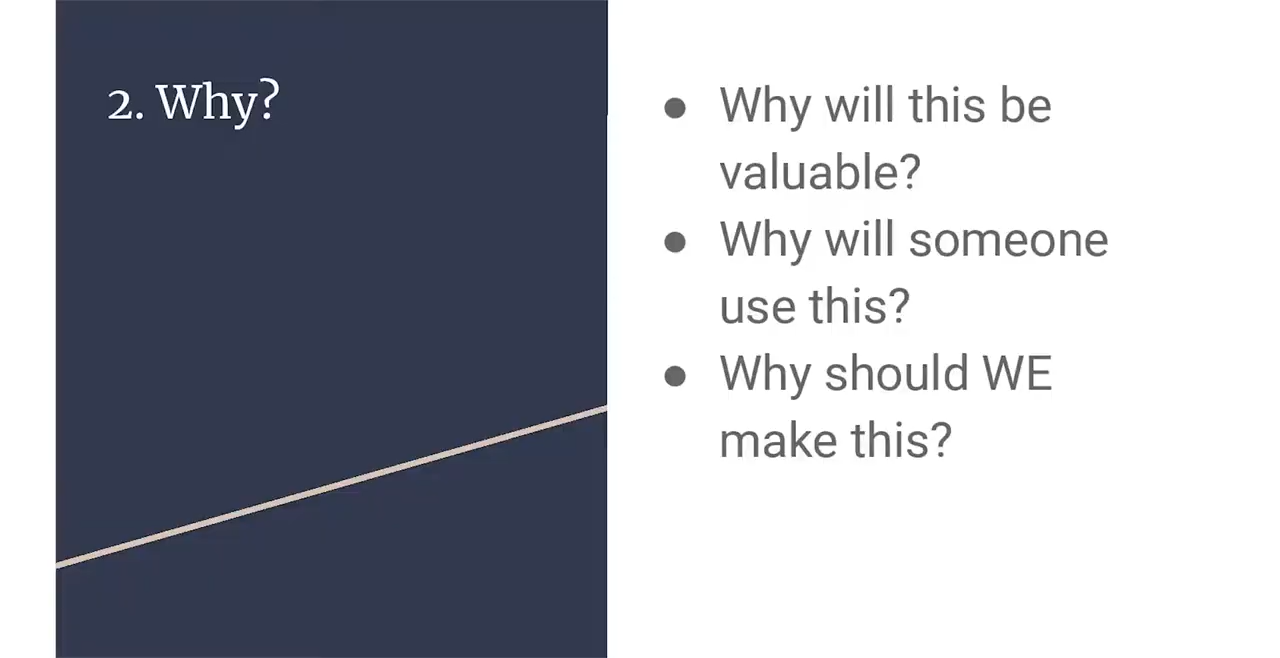 2. Why?
● Why will this be
valuable?
● Why will someone
use this?
● Why should WE
make this?